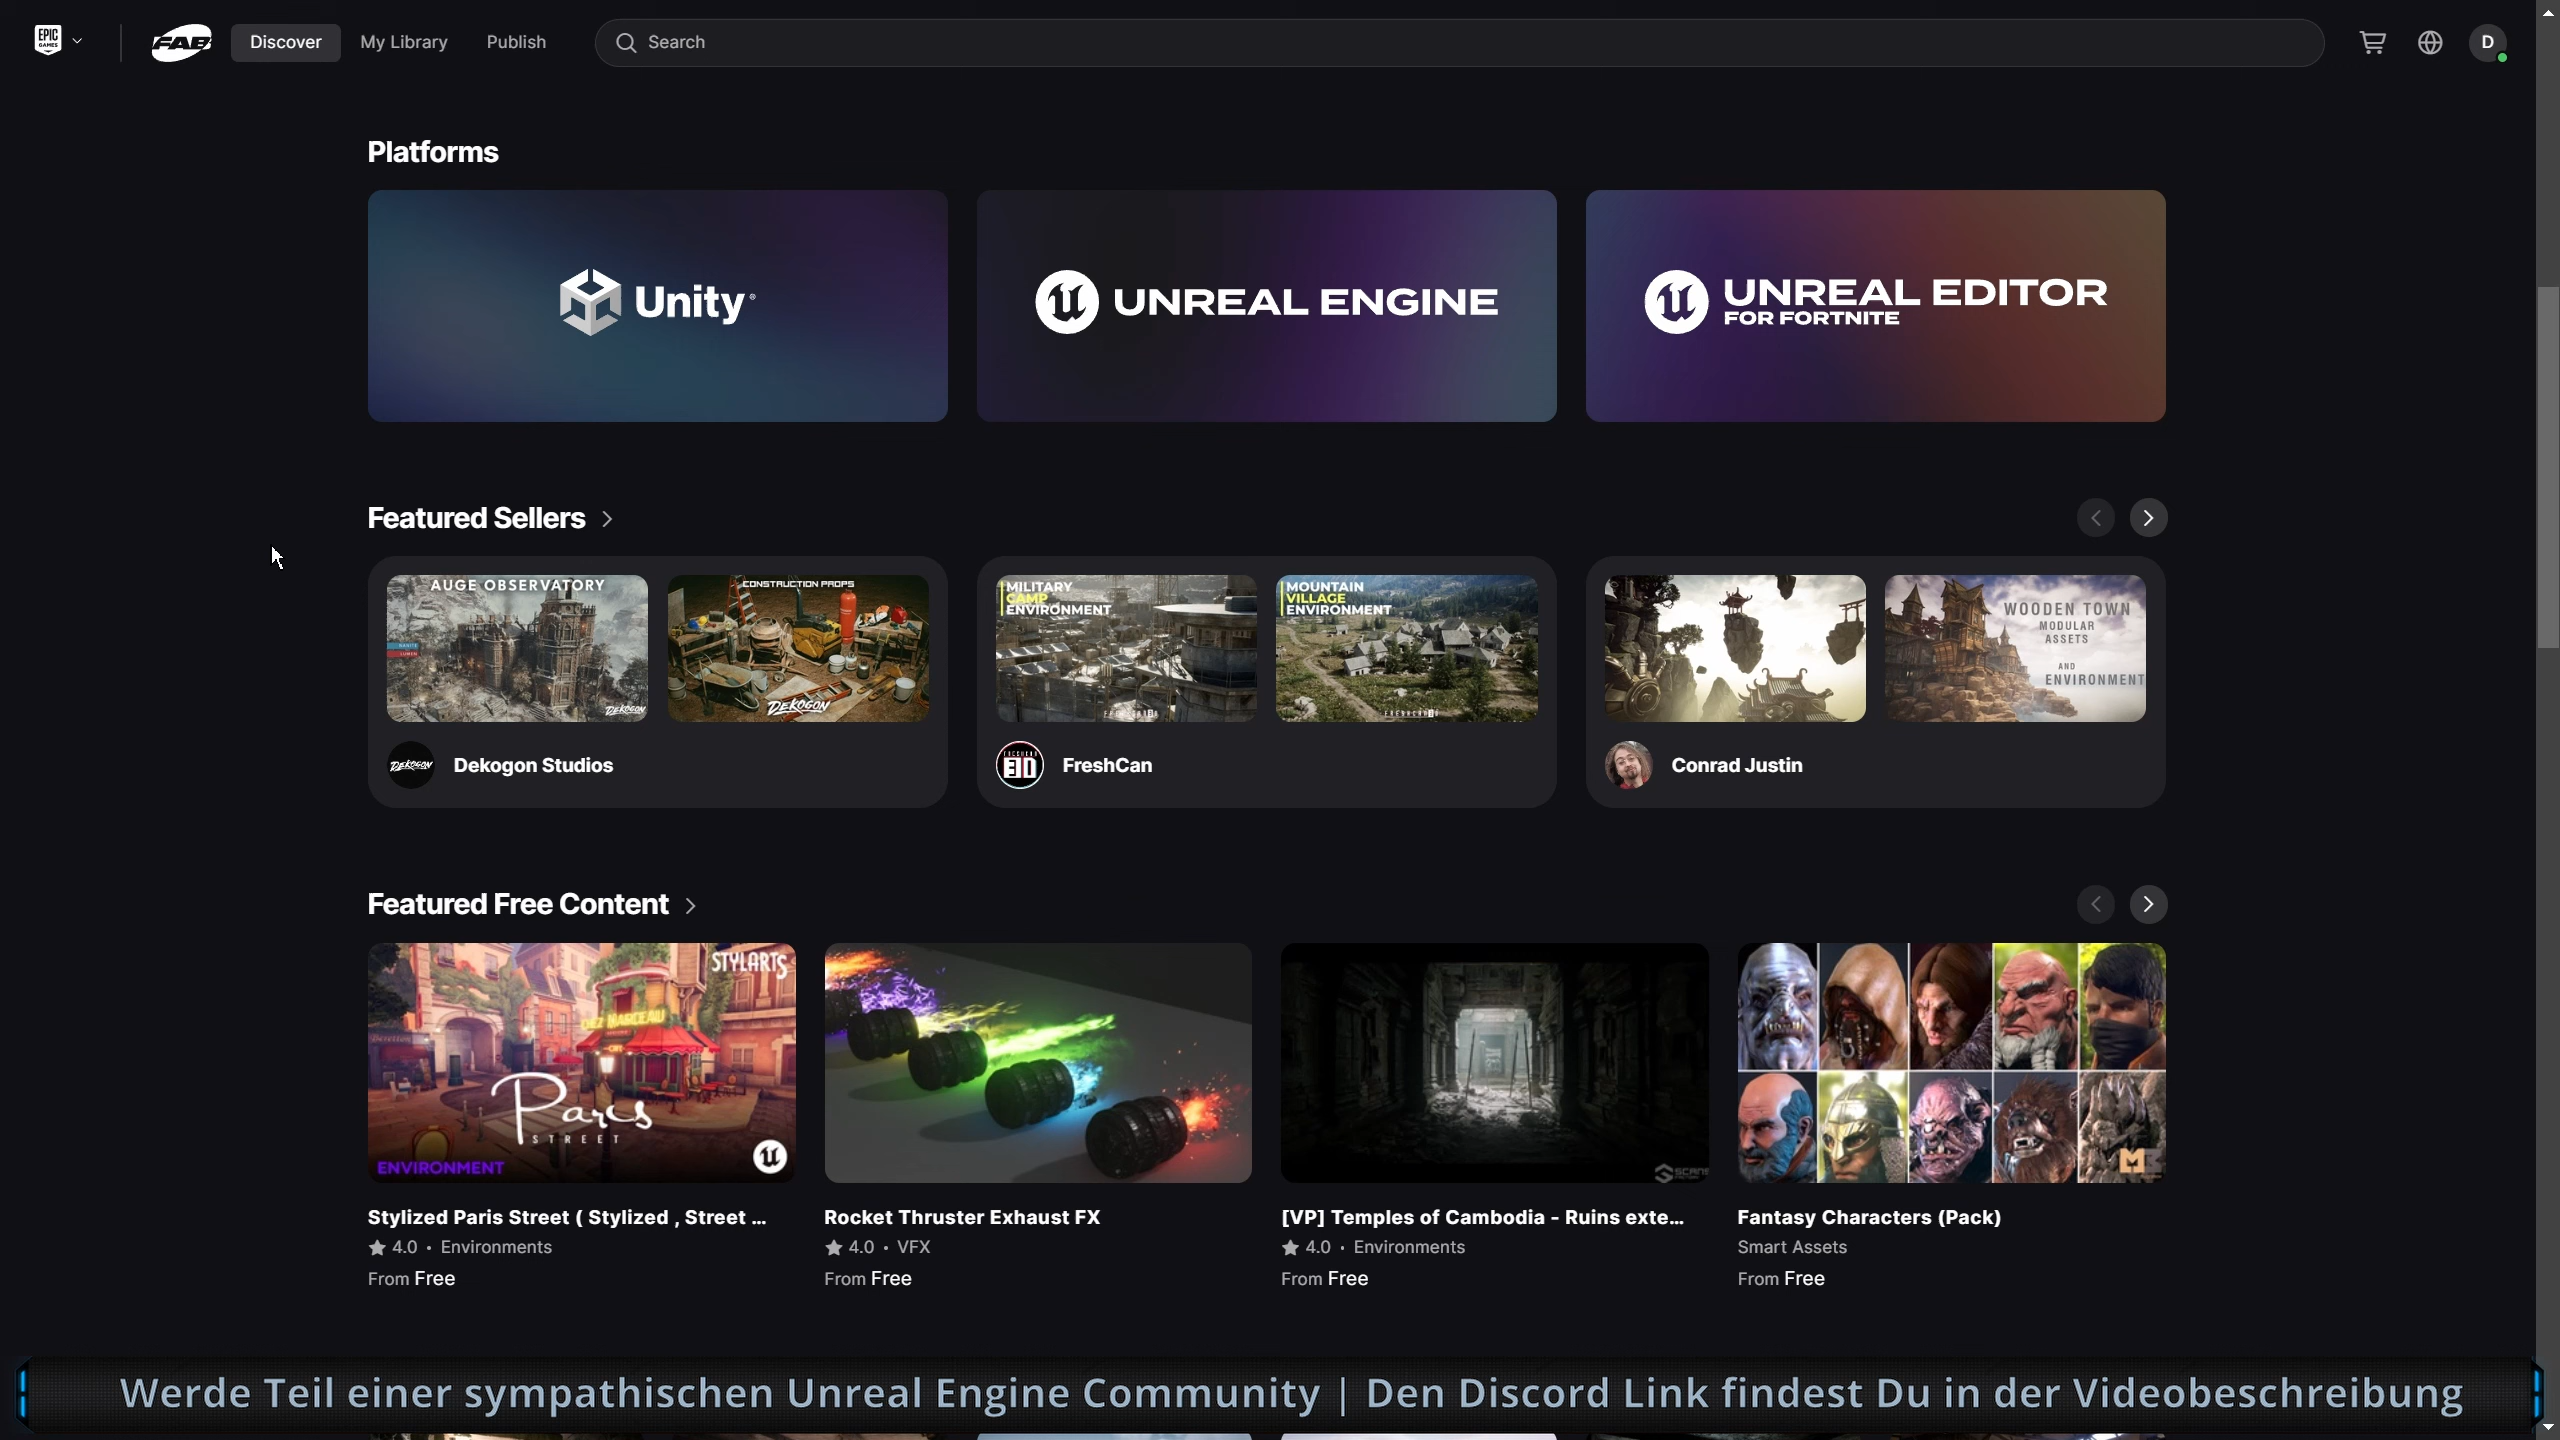 EPIC GAMES
FAB
Discover
My Library
Publish
Search
D
Platforms
Unity
UNREAL ENGINE
UNREAL EDITOR
FOR FORTNITE
Featured Sellers
AUGE OBSERVATORY
DEKOGON
CONSTRUCTION PROPS
DEKOGON
MILITARY
CAMP
ENVIRONMENT
MOUNTAIN
VILLAGE
ENVIRONMENT
WOODEN TOWN
MODULAR
ASSETS
AND
ENVIRONMENT
DEKOGON
Dekogon Studios
FreshCan
Conrad Justin
Featured Free Content
STYLARTS
Paris
STREET
ENVIRONMENT
SCANS
Stylized Paris Street ( Stylized , Street ...
4.0 • Environments
From Free
Rocket Thruster Exhaust FX
4.0 • VFX
From Free
[VP] Temples of Cambodia - Ruins exte...
4.0 • Environments
From Free
Fantasy Characters (Pack)
Smart Assets
From Free
Werde Teil einer sympathischen Unreal Engine Community | Den Discord Link findest Du in der Videobeschreibung